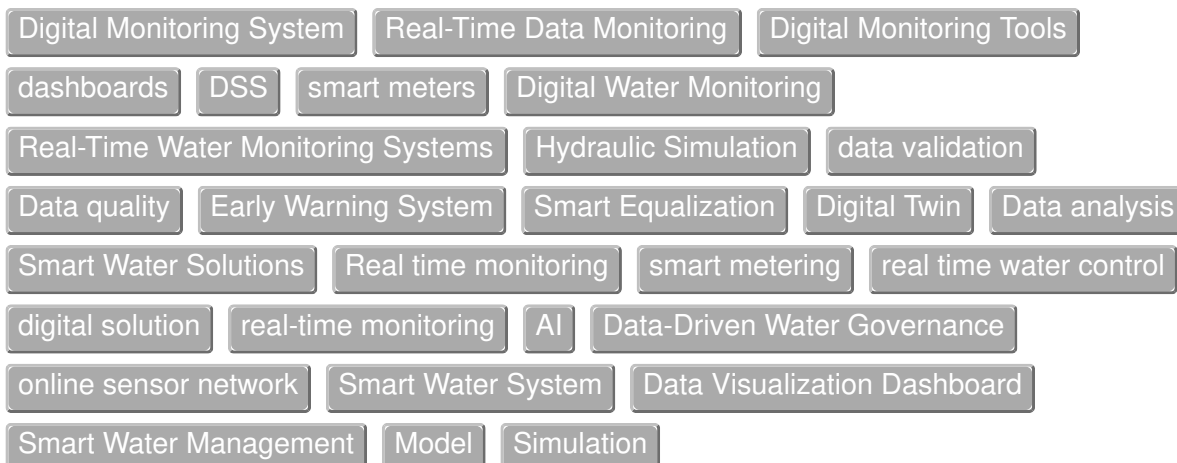 Digital Monitoring System Real-Time Data Monitoring Digital Monitoring Tools
dashboards DSS smart meters Digital Water Monitoring
Real-Time Water Monitoring Systems Hydraulic Simulation data validation
Data quality Early Warning System Smart Equalization Digital Twin Data analysis
Smart Water Solutions Real time monitoring smart metering real time water control
digital solution real-time monitoring AI Data-Driven Water Governance
online sensor network Smart Water System Data Visualization Dashboard
Smart Water Management Model Simulation